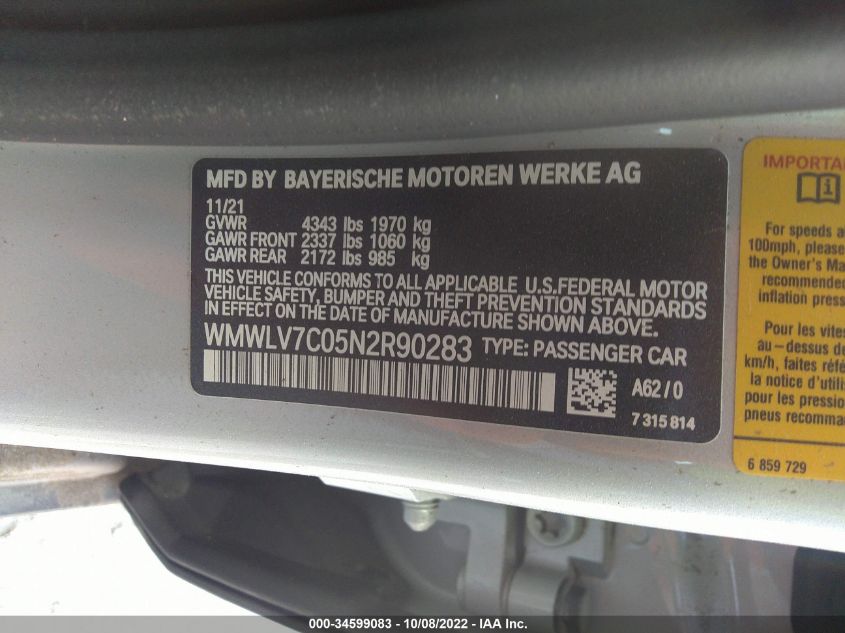 MFD BY BAYERISCHE MOTOREN WERKE AG
11/21
GVWR 4343 lbs 1970 kg
GAWR FRONT 2337 lbs 1060 kg
GAWR REAR 2172 lbs 985 kg
THIS VEHICLE CONFORMS TO ALL APPLICABLE U.S.FEDERAL MOTOR
VEHICLE SAFETY, BUMPER AND THEFT PREVENTION STANDARDS
IN EFFECT ON THE DATE OF MANUFACTURE SHOWN ABOVE.
WMWLV7C05N2R90283 TYPE: PASSENGER CAR
A62/0
7 315 814
IMPORTA
For speeds a
100mph, please
the Owner's Ma
recommended
inflation press
Pour les vites
au-dessus de
km/h, faites réfé
la notice d'utilis
pour les pression
pneus recomma
6 859 729
000-34599083 - 10/08/2022 - IAA Inc.